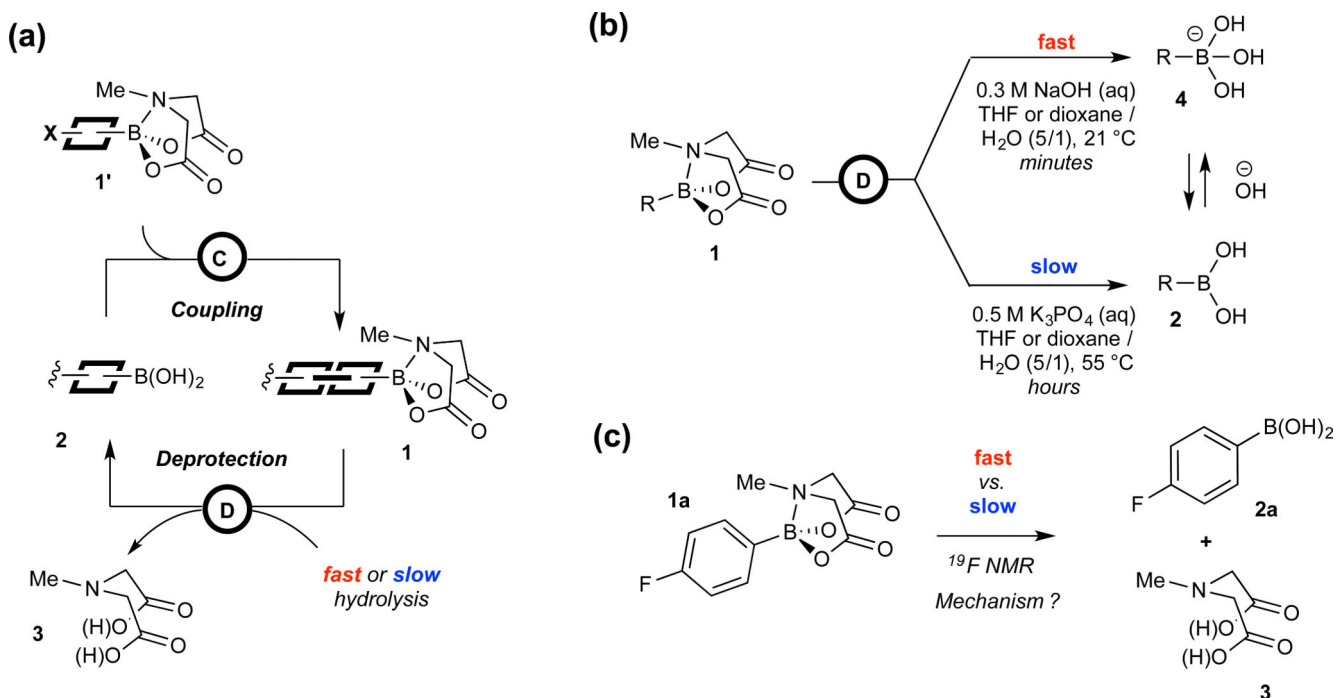 (a)
Me
N
X
B
O
O
O
O
1'
C
Coupling
B(OH)2
2
Me
N
B
O
O
O
O
1
Deprotection
D
Me
N
(H)O
O
(H)O
O
3
fast or slow
hydrolysis
(b)
Me
N
B
O
O
R
O
O
1
D
fast
0.3 M NaOH (aq)
THF or dioxane /
H2O (5/1), 21 °C
minutes
⊖
OH
R
B
OH
OH
4
⊖
OH
slow
0.5 M K3PO4 (aq)
THF or dioxane /
H2O (5/1), 55 °C
hours
OH
R
B
OH
2
(c)
1a
Me
N
B
O
O
O
O
F
fast
vs.
slow
19F NMR
Mechanism ?
B(OH)2
F
2a
+
Me
N
(H)O
O
(H)O
O
3